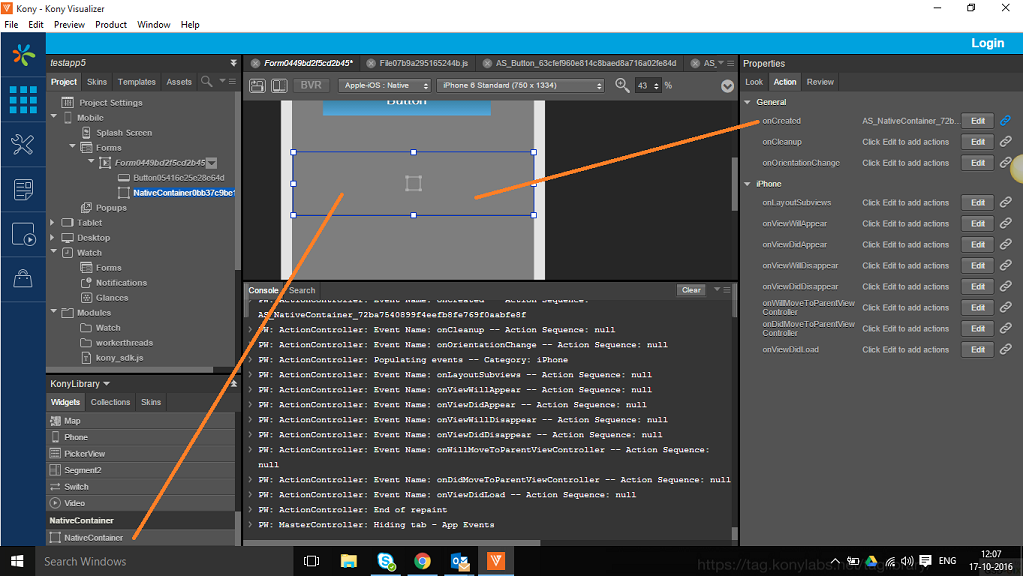 Kony - Kony Visualizer
File Edit Preview Product Window Help
Login
testapp5
Project Skins Templates Assets
Project Settings
Mobile
Splash Screen
Forms
Form0449bd2f5cd2b45
Button05416e25e28e64d
NativeContainer0bb37c9be1
Popups
Tablet
Desktop
Watch
Forms
Notifications
Glances
Modules
Watch
workerthreads
kony_sdk.js
KonyLibrary
Widgets Collections Skins
Map
Phone
PickerView
Segment2
Switch
Video
NativeContainer
NativeContainer
Form0449bd2f5cd2b45* File07b9a295165244b.js AS_Button_63cfef960e814c8baed8a716a02fe84d AS_
BVR Apple-iOS : Native iPhone 6 Standard (750 x 1334) 43 %
Button
Console Search Clear
PW: ActionController: Event Name: onCreated -- Action Sequence:
AS_NativeContainer_72ba7540899f4eefb8fe769f0aabfe8f
PW: ActionController: Event Name: onCleanup -- Action Sequence: null
PW: ActionController: Event Name: onOrientationChange -- Action Sequence: null
PW: ActionController: Populating events -- Category: iPhone
PW: ActionController: Event Name: onLayoutSubviews -- Action Sequence: null
PW: ActionController: Event Name: onViewWillAppear -- Action Sequence: null
PW: ActionController: Event Name: onViewDidAppear -- Action Sequence: null
PW: ActionController: Event Name: onViewWillDisappear -- Action Sequence: null
PW: ActionController: Event Name: onViewDidDisappear -- Action Sequence: null
PW: ActionController: Event Name: onWillMoveToParentViewController -- Action Sequence:
null
PW: ActionController: Event Name: onDidMoveToParentViewController -- Action Sequence: null
PW: ActionController: Event Name: onViewDidLoad -- Action Sequence: null
PW: ActionController: End of repaint
PW: MasterController: Hiding tab - App Events
Properties
Look Action Review
General
onCreated AS_NativeContainer_72b... Edit
onCleanup Click Edit to add actions Edit
onOrientationChange Click Edit to add actions Edit
iPhone
onLayoutSubviews Click Edit to add actions Edit
onViewWillAppear Click Edit to add actions Edit
onViewDidAppear Click Edit to add actions Edit
onViewWillDisappear Click Edit to add actions Edit
onViewDidDisappear Click Edit to add actions Edit
onWillMoveToParentView
Controller Click Edit to add actions Edit
onDidMoveToParentView
Controller Click Edit to add actions Edit
onViewDidLoad Click Edit to add actions Edit
Search Windows
ENG
12:07
17-10-2016